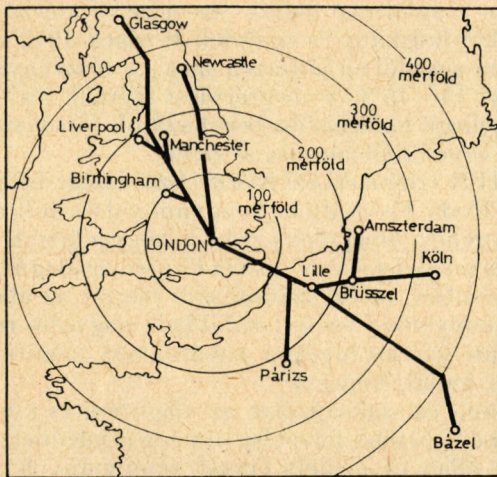 Glasgow
Newcastle
400
mérföld
300
mérföld
Liverpool
Manchester
200
mérföld
Birmingham
100
mérföld
Amszterdam
LONDON
Lille
Köln
Brüsszel
Párizs
Bázel